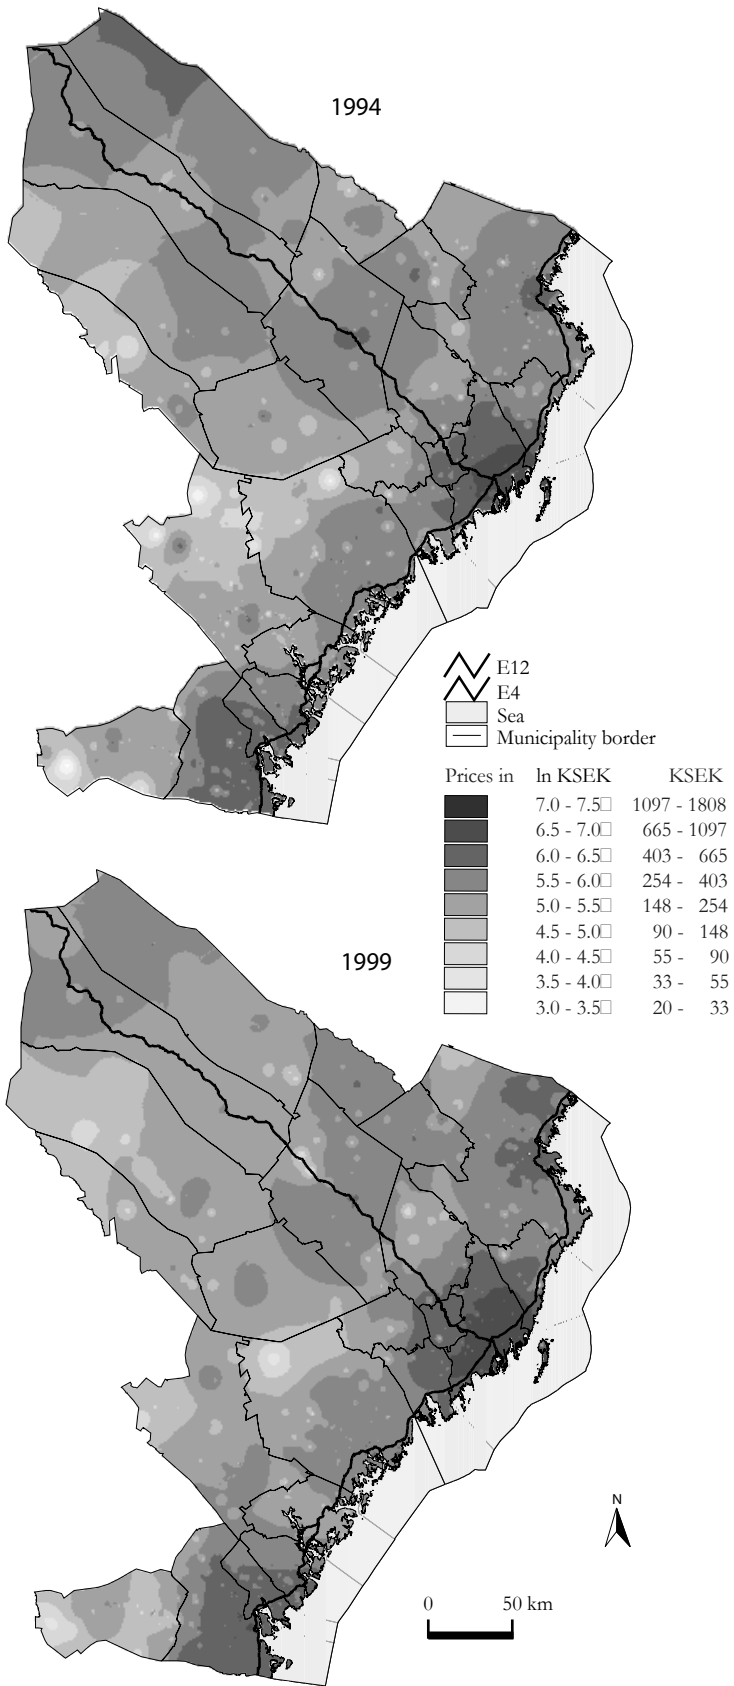 1994
E12
E4
Sea
Municipality border
Prices in ln KSEK KSEK
7.0 - 7.5□ 1097 - 1808
6.5 - 7.0□ 665 - 1097
6.0 - 6.5□ 403 - 665
5.5 - 6.0□ 254 - 403
5.0 - 5.5□ 148 - 254
4.5 - 5.0□ 90 - 148
4.0 - 4.5□ 55 - 90
3.5 - 4.0□ 33 - 55
3.0 - 3.5□ 20 - 33
1999
N
0 50 km